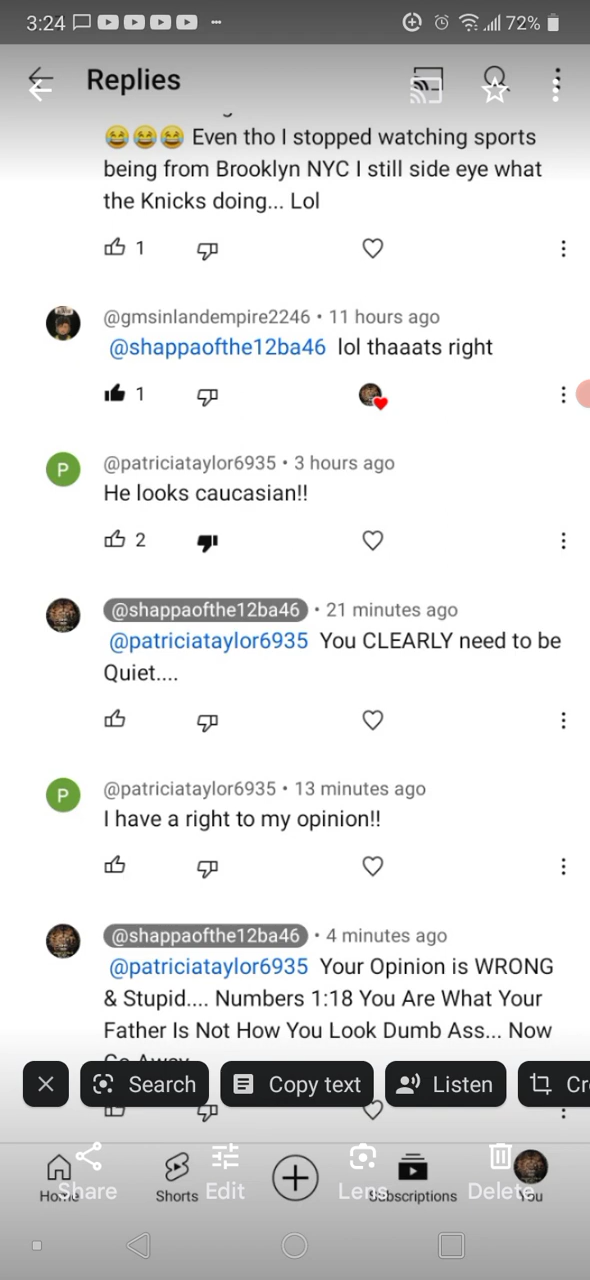 3:24 72%
Replies
😂😂😂 Even tho I stopped watching sports
being from Brooklyn NYC I still side eye what
the Knicks doing... Lol
1
@gmsinlandempire2246 • 11 hours ago
@shappaofthe12ba46 lol thaaats right
1
P
@patriciataylor6935 • 3 hours ago
He looks caucasian!!
2
@shappaofthe12ba46 • 21 minutes ago
@patriciataylor6935 You CLEARLY need to be
Quiet....
P
@patriciataylor6935 • 13 minutes ago
I have a right to my opinion!!
@shappaofthe12ba46 • 4 minutes ago
@patriciataylor6935 Your Opinion is WRONG
& Stupid.... Numbers 1:18 You Are What Your
Father Is Not How You Look Dumb Ass... Now
Go Away
Search Copy text Listen
Home Shorts Subscriptions You
Share Edit Lens Delete